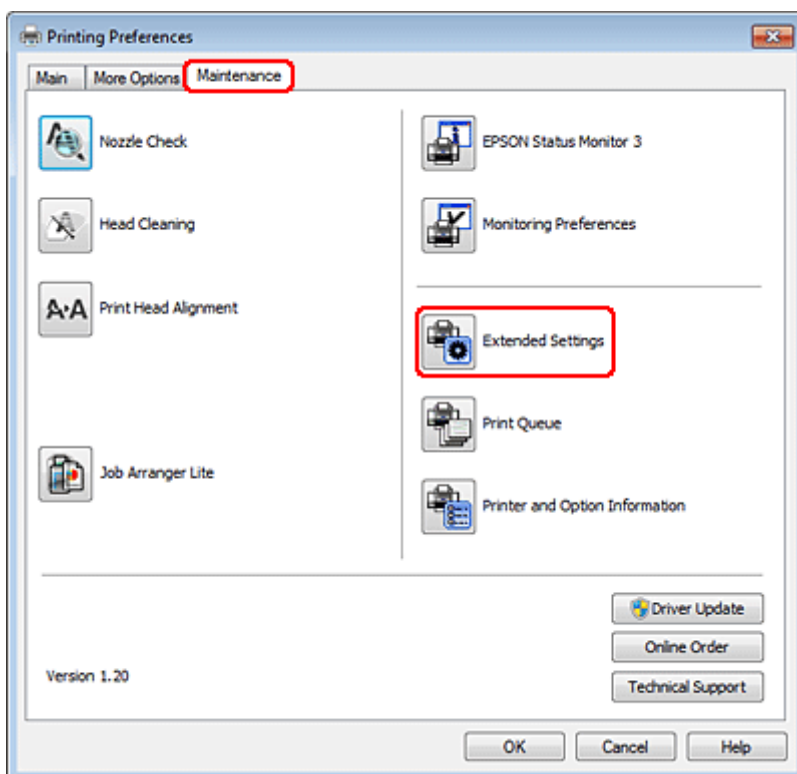 Printing Preferences
Main More Options Maintenance
Nozzle Check
Head Cleaning
A A Print Head Alignment
Job Arranger Lite
EPSON Status Monitor 3
Monitoring Preferences
Extended Settings
Print Queue
Printer and Option Information
Version 1.20
Driver Update
Online Order
Technical Support
OK Cancel Help